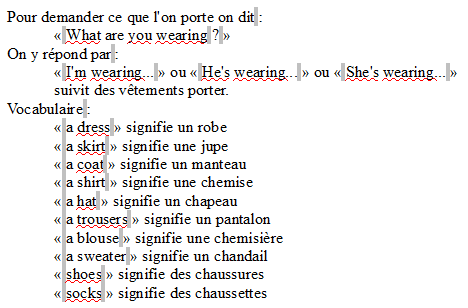 Pour demander ce que l'on porte on dit :
« What are you wearing ? »
On y répond par :
« I'm wearing... » ou « He's wearing... » ou « She's wearing... »
suivit des vêtements porter.
Vocabulaire :
« a dress » signifie un robe
« a skirt » signifie une jupe
« a coat » signifie un manteau
« a shirt » signifie une chemise
« a hat » signifie un chapeau
« a trousers » signifie un pantalon
« a blouse » signifie une chemisière
« a sweater » signifie un chandail
« shoes » signifie des chaussures
« socks » signifie des chaussettes